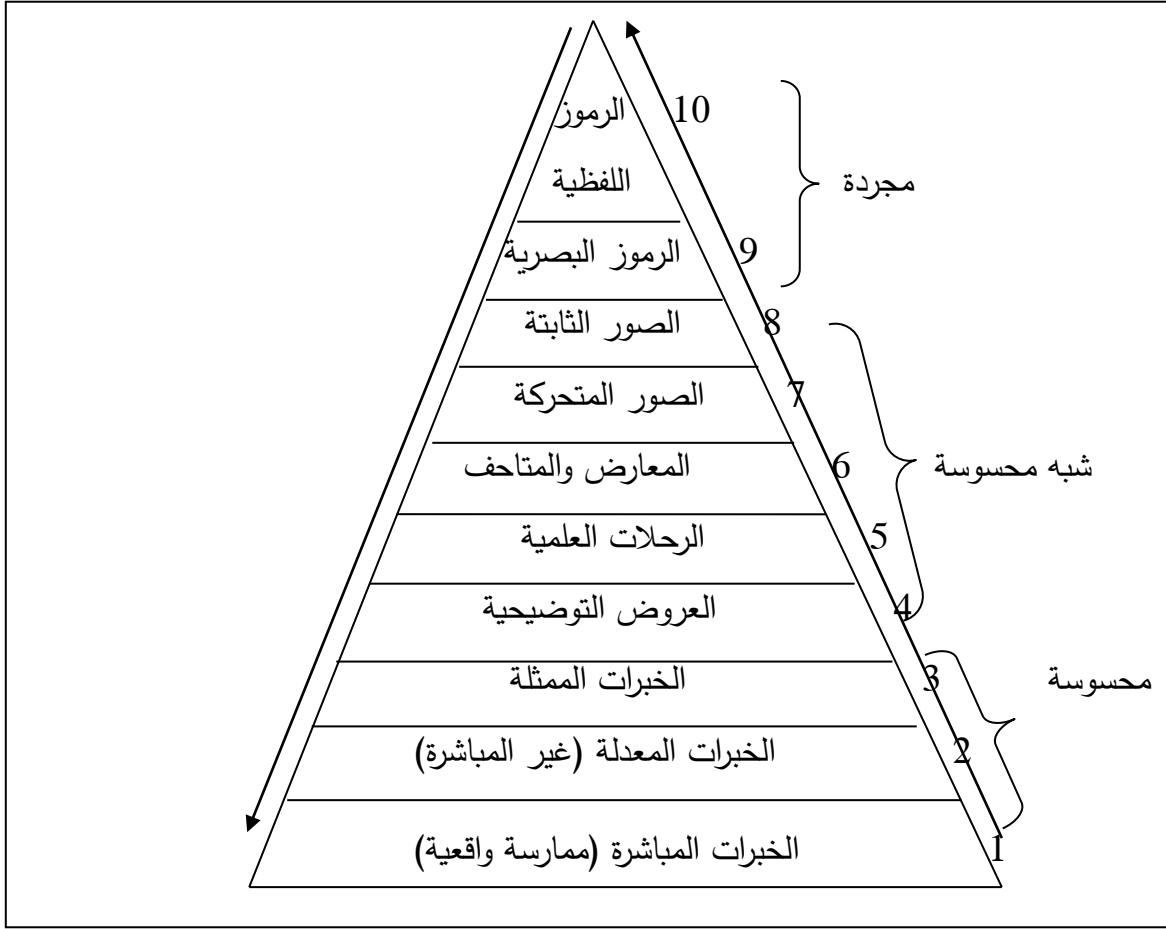 الرموز
10
اللفظية
مجردة
الرموز البصرية
9
الصور الثابتة
8
الصور المتحركة
7
المعارض والمتاحف
6
شبه محسوسة
الرحلات العلمية
5
العروض التوضيحية
4
الخبرات الممثلة
3
محسوسة
الخبرات المعدلة (غير المباشرة)
2
الخبرات المباشرة (ممارسة واقعية)
1